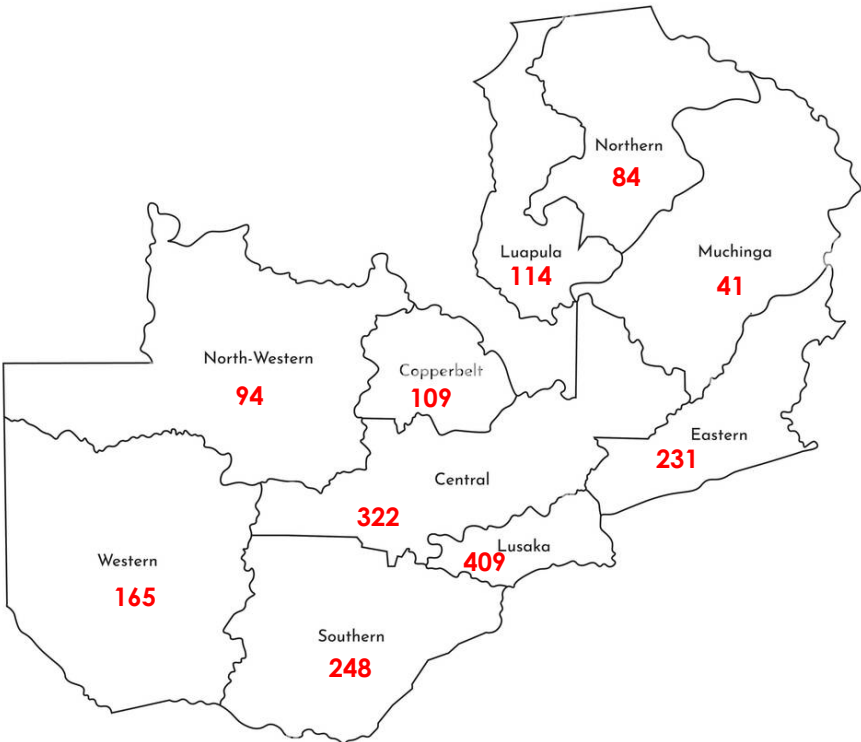 Northern
84
Luapula
114
Muchinga
41
North-Western
94
Copperbelt
109
Eastern
231
Central
322
Lusaka
409
Western
165
Southern
248